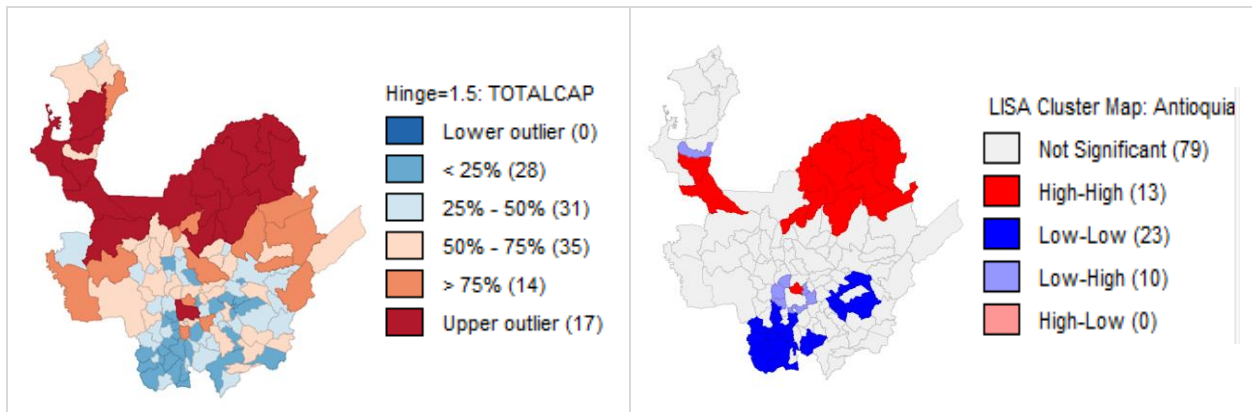 Hinge=1.5: TOTALCAP
Lower outlier (0)
< 25% (28)
25% - 50% (31)
50% - 75% (35)
> 75% (14)
Upper outlier (17)
LISA Cluster Map: Antioquia
Not Significant (79)
High-High (13)
Low-Low (23)
Low-High (10)
High-Low (0)